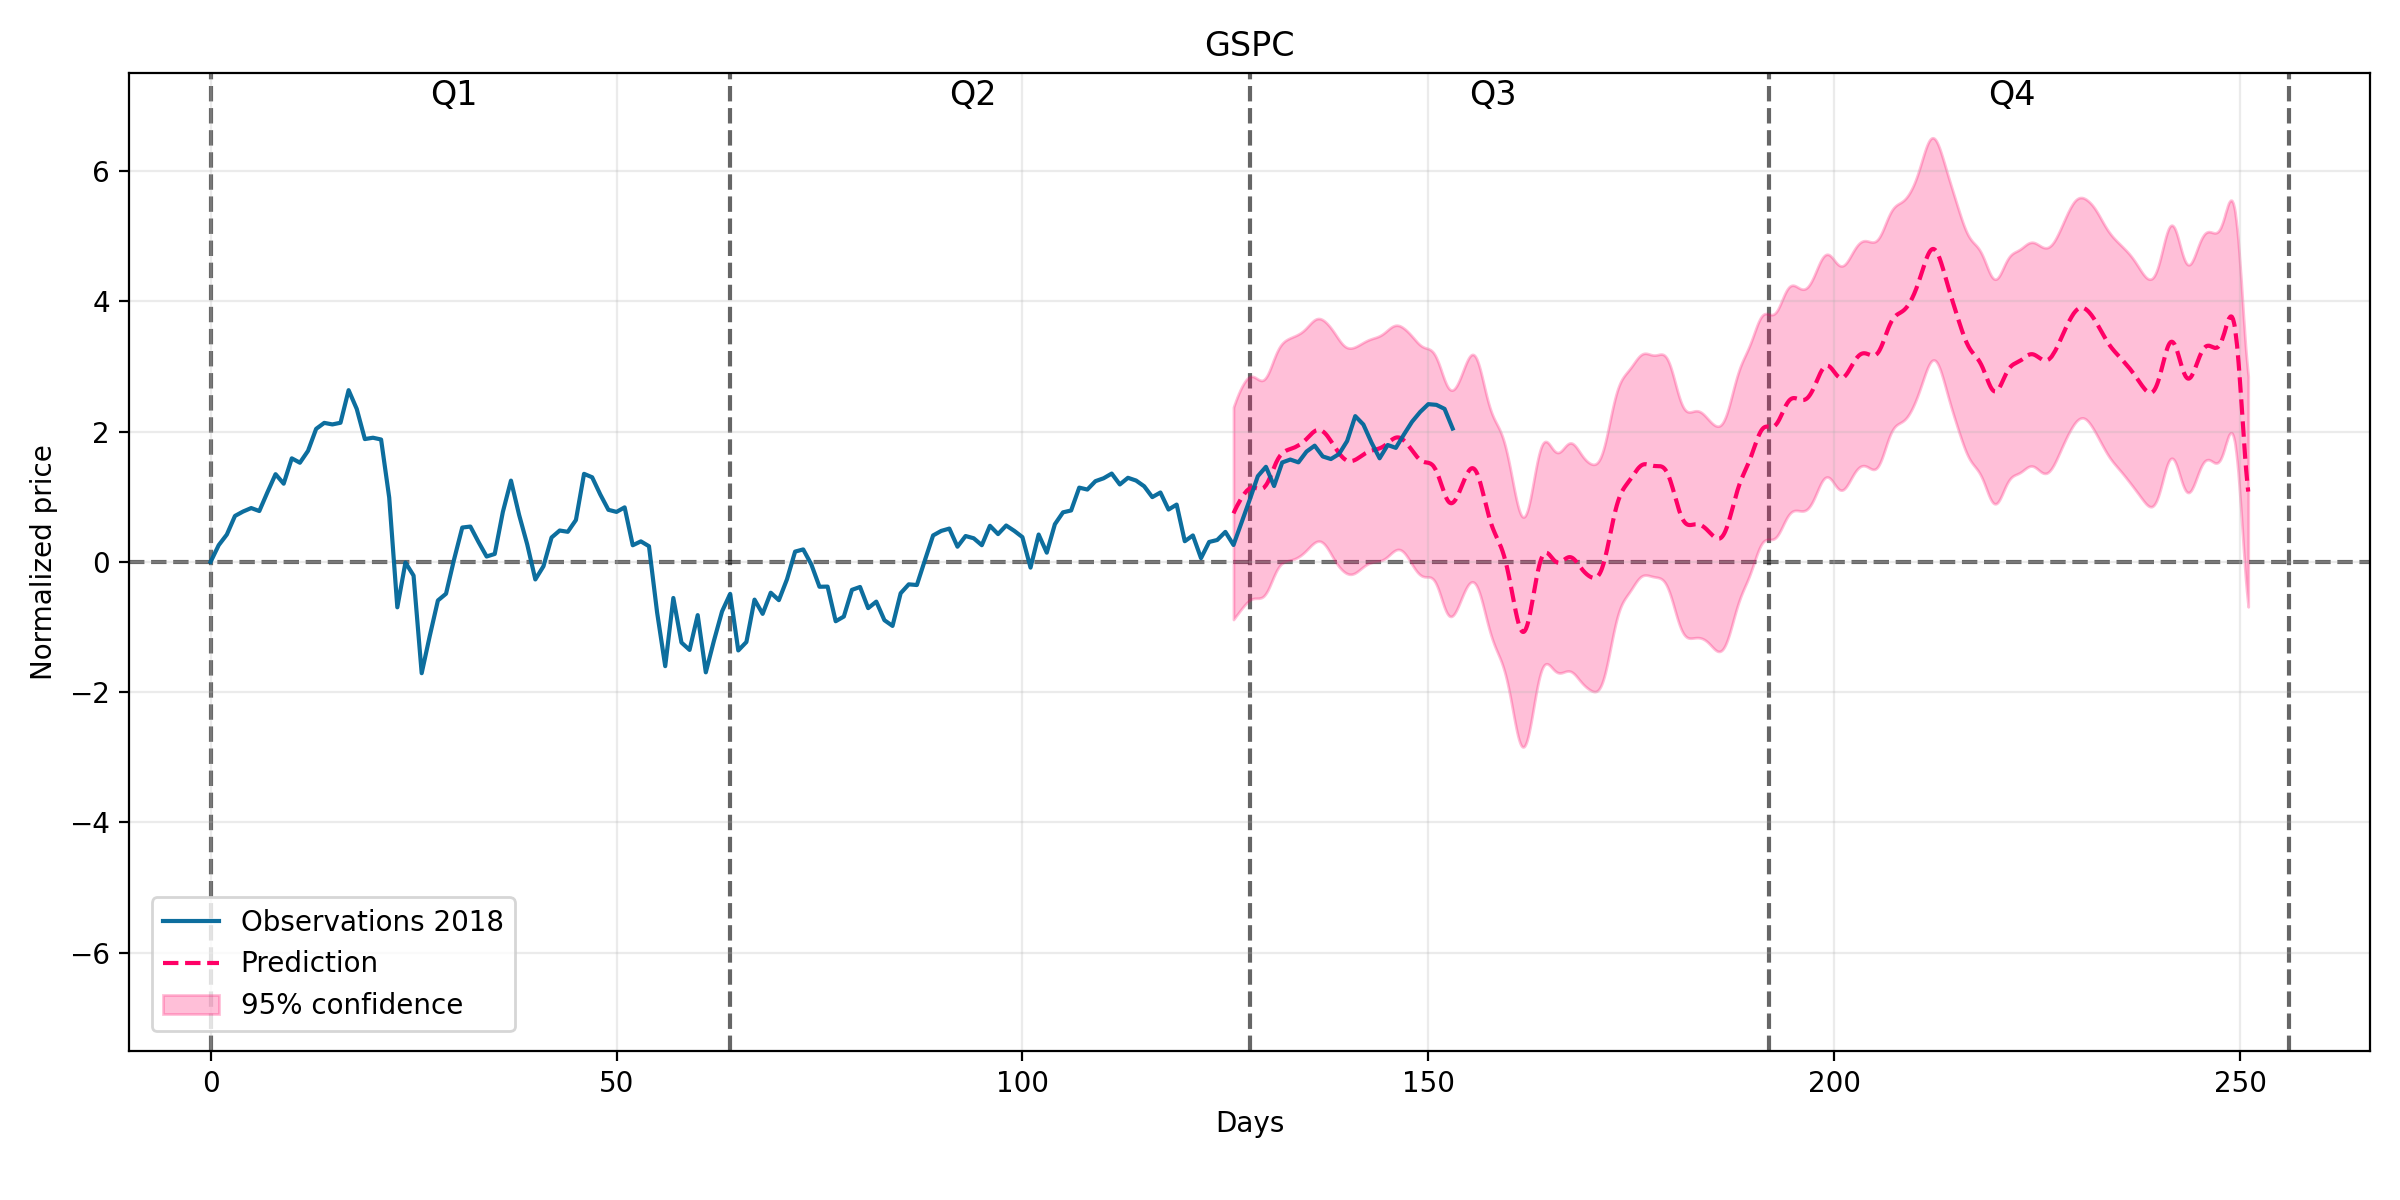 GSPC
Q1 Q2 Q3 Q4
6
4
2
0
−2
−4
−6
Normalized price
Observations 2018
Prediction
95% confidence
0 50 100 150 200 250
Days